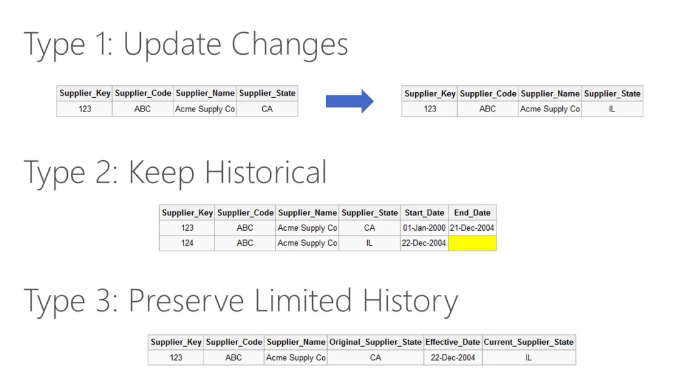 Type 1: Update Changes
Supplier_Key Supplier_Code Supplier_Name Supplier_State
123 ABC Acme Supply Co CA
Supplier_Key Supplier_Code Supplier_Name Supplier_State
123 ABC Acme Supply Co IL
Type 2: Keep Historical
Supplier_Key Supplier_Code Supplier_Name Supplier_State Start_Date End_Date
123 ABC Acme Supply Co CA 01-Jan-2000 21-Dec-2004
124 ABC Acme Supply Co IL 22-Dec-2004
Type 3: Preserve Limited History
Supplier_Key Supplier_Code Supplier_Name Original_Supplier_State Effective_Date Current_Supplier_State
123 ABC Acme Supply Co CA 22-Dec-2004 IL